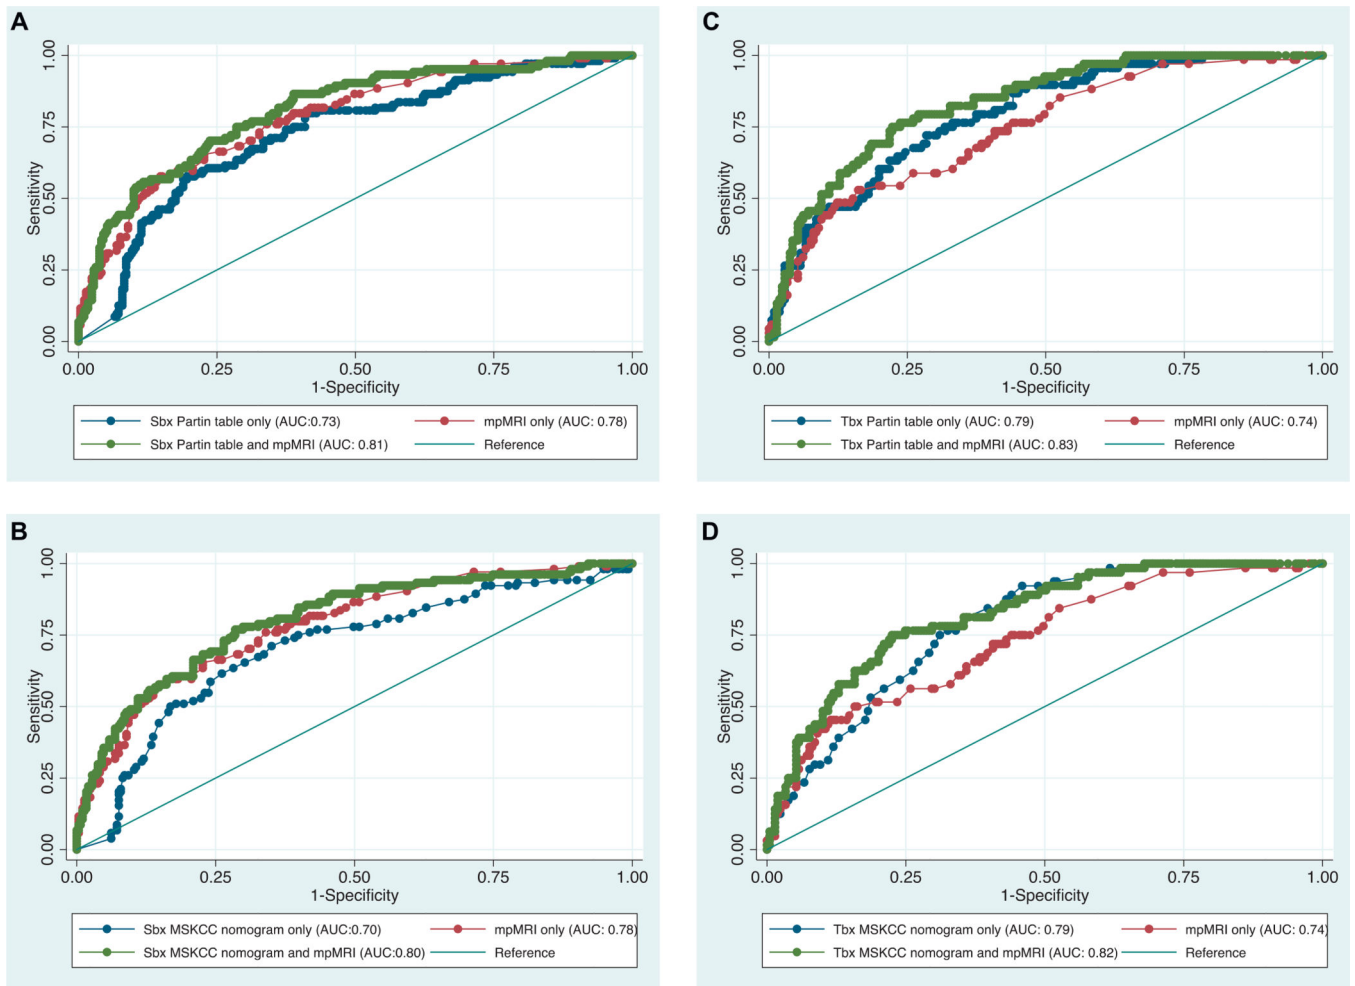 A
Sensitivity
1.00
0.75
0.50
0.25
0.00
0.00 0.25 0.50 0.75 1.00
1-Specificity
Sbx Partin table only (AUC:0.73) mpMRI only (AUC: 0.78)
Sbx Partin table and mpMRI (AUC: 0.81) Reference
C
Sensitivity
1.00
0.75
0.50
0.25
0.00
0.00 0.25 0.50 0.75 1.00
1-Specificity
Tbx Partin table only (AUC: 0.79) mpMRI only (AUC: 0.74)
Tbx Partin table and mpMRI (AUC: 0.83) Reference
B
Sensitivity
1.00
0.75
0.50
0.25
0.00
0.00 0.25 0.50 0.75 1.00
1-Specificity
Sbx MSKCC nomogram only (AUC:0.70) mpMRI only (AUC: 0.78)
Sbx MSKCC nomogram and mpMRI (AUC:0.80) Reference
D
Sensitivity
1.00
0.75
0.50
0.25
0.00
0.00 0.25 0.50 0.75 1.00
1-Specificity
Tbx MSKCC nomogram only (AUC: 0.79) mpMRI only (AUC: 0.74)
Tbx MSKCC nomogram and mpMRI (AUC: 0.82) Reference